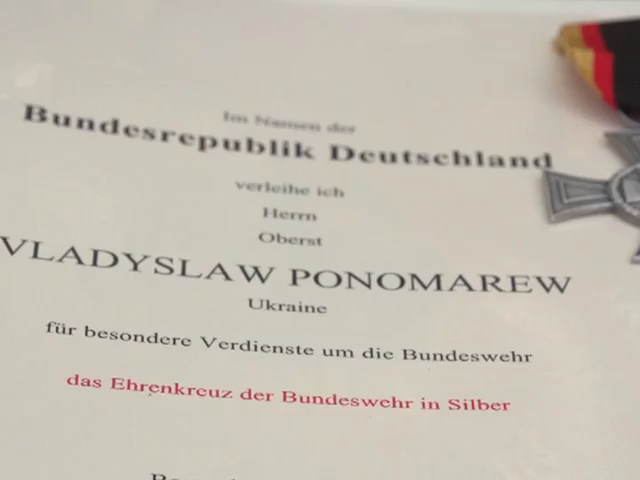 Im Namen der
Bundesrepublik Deutschland
verleihe ich
Herrn
Oberst
VLADYSLAW PONOMAREW
Ukraine
für besondere Verdienste um die Bundeswehr
das Ehrenkreuz der Bundeswehr in Silber